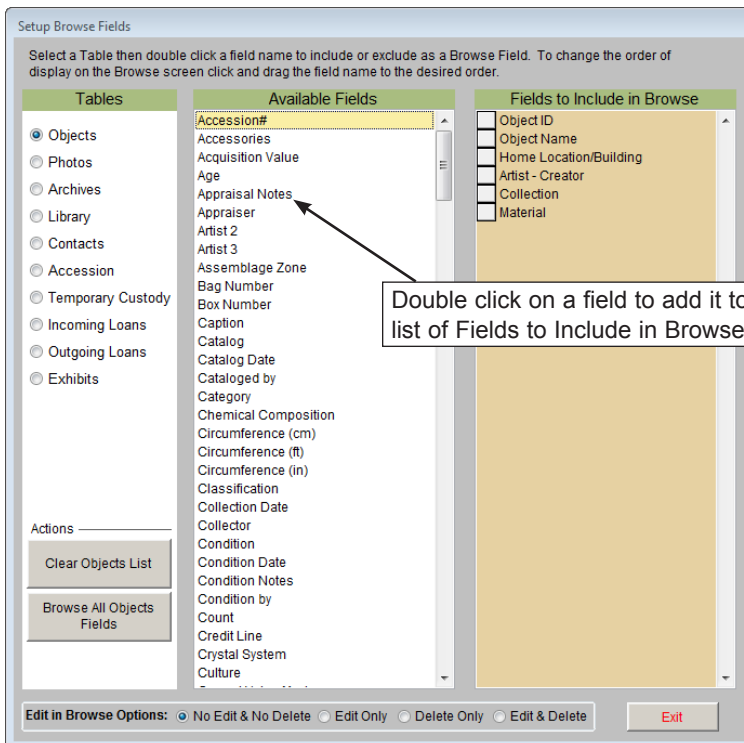 Setup Browse Fields
Select a Table then double click a field name to include or exclude as a Browse Field. To change the order of
display on the Browse screen click and drag the field name to the desired order.
Tables
Objects
Photos
Archives
Library
Contacts
Accession
Temporary Custody
Incoming Loans
Outgoing Loans
Exhibits
Actions
Clear Objects List
Browse All Objects
Fields
Available Fields
Accession#
Accessories
Acquisition Value
Age
Appraisal Notes
Appraiser
Artist 2
Artist 3
Assemblage Zone
Bag Number
Box Number
Caption
Catalog
Catalog Date
Cataloged by
Category
Chemical Composition
Circumference (cm)
Circumference (ft)
Circumference (in)
Classification
Collection Date
Collector
Condition
Condition Date
Condition Notes
Condition by
Count
Credit Line
Crystal System
Culture
Fields to Include in Browse
Object ID
Object Name
Home Location/Building
Artist - Creator
Collection
Material
Double click on a field to add it to
list of Fields to Include in Browse
Edit in Browse Options: No Edit & No Delete Edit Only Delete Only Edit & Delete
Exit